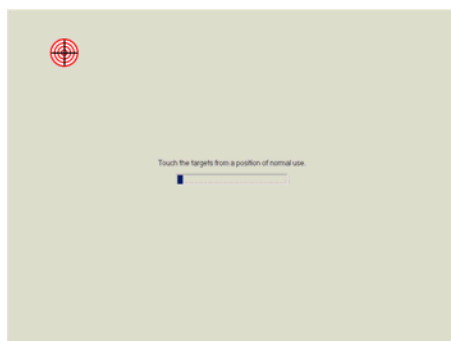 Touch the targets from a position of normal use.